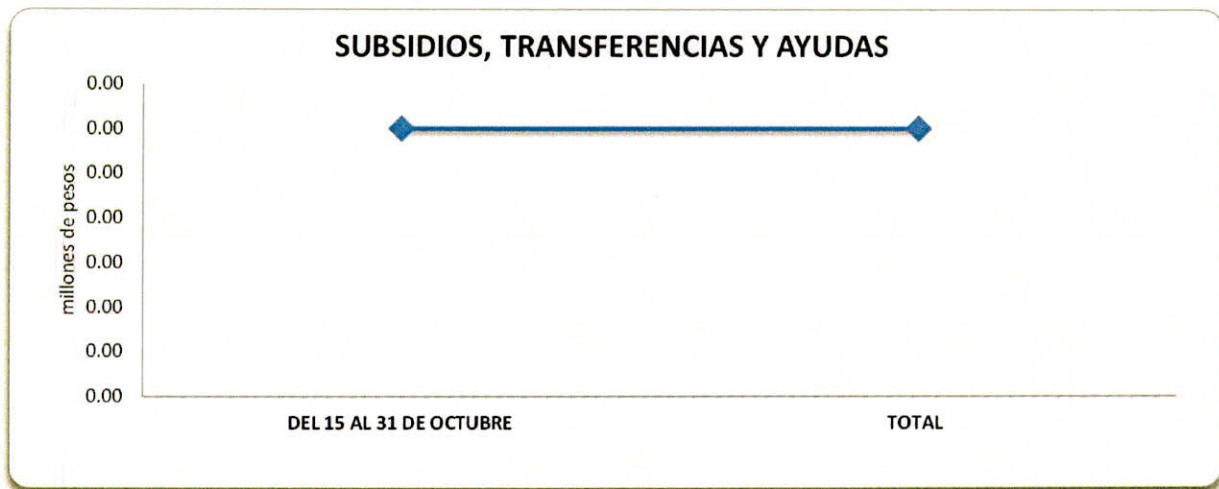 SUBSIDIOS, TRANSFERENCIAS Y AYUDAS
0.00
0.00
0.00
0.00
0.00
0.00
0.00
0.00
millones de pesos
DEL 15 AL 31 DE OCTUBRE
TOTAL